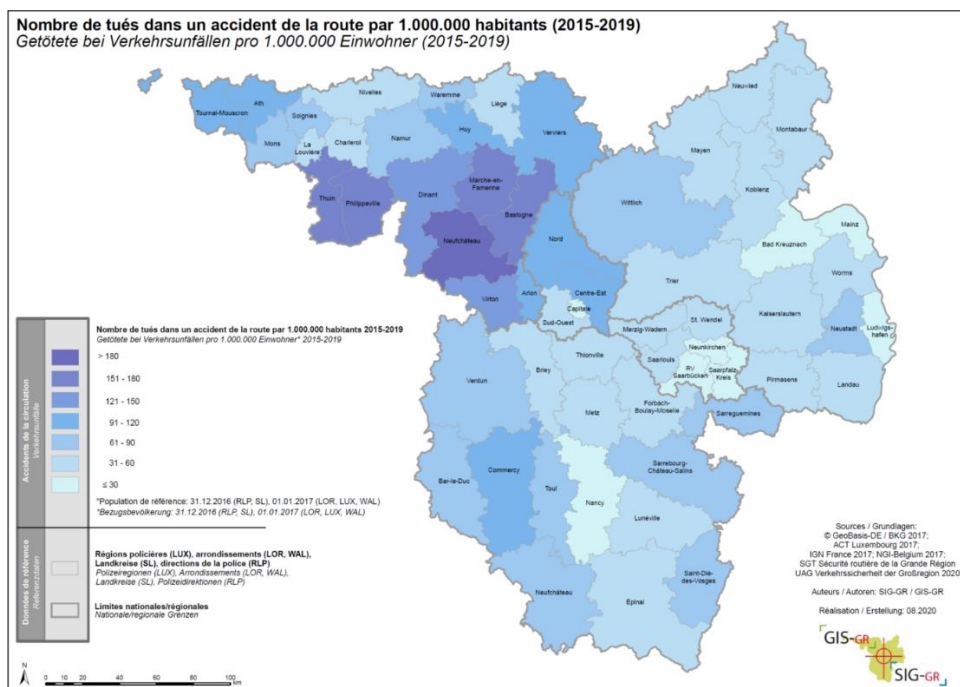 Nombre de tués dans un accident de la route par 1.000.000 habitants (2015-2019)
Getötete bei Verkehrsunfällen pro 1.000.000 Einwohner (2015-2019)
Tournai-Mouscron
Ath
Soignies
Mons
La
Louvière
Nivelles
Charleroi
Waremme
Namur
Huy
Liège
Verviers
Thuin
Philippeville
Dinant
Marche-en-
Famenne
Bastogne
Neufchâteau
Virton
Arlon
Nord
Centre-Est
Capitale
Sud-Ouest
Neuwied
Montabaur
Mayen
Koblenz
Wittlich
Mainz
Bad Kreuznach
Worms
Trier
Kaiserslautern
Neustadt
Ludwigs-
hafen
Pirmasens
Landau
St. Wendel
Merzig-Wadern
Neunkirchen
Saarlouis
RV
Saarbrücken
Saarpfalz-
Kreis
Thionville
Briey
Verdun
Metz
Forbach-
Boulay-Moselle
Sarreguemines
Sarrebourg-
Château-Salins
Commercy
Bar-le-Duc
Toul
Nancy
Lunéville
Neufchâteau
Epinal
Saint-Dié-
des-Vosges
Accidents de la circulation
Verkehrsunfälle
Nombre de tués dans un accident de la route par 1.000.000 habitants 2015-2019
Getötete bei Verkehrsunfällen pro 1.000.000 Einwohner* 2015-2019
> 180
151 - 180
121 - 150
91 - 120
61 - 90
31 - 60
≤ 30
*Population de référence: 31.12.2016 (RLP, SL), 01.01.2017 (LOR, LUX, WAL)
*Bezugsbevölkerung: 31.12.2016 (RLP, SL), 01.01.2017 (LOR, LUX, WAL)
Données de référence
Referenzdaten
Régions policières (LUX), arrondissements (LOR, WAL),
Landkreise (SL), directions de la police (RLP)
Polizeiregionen (LUX), Arrondissements (LOR, WAL),
Landkreise (SL), Polizeidirektionen (RLP)
Limites nationales/régionales
Nationale/regionale Grenzen
N
0 10 20 40 60 80 100
km
Sources / Grundlagen:
© GeoBasis-DE / BKG 2017;
ACT Luxembourg 2017;
IGN France 2017; NGI-Belgium 2017;
SGT Sécurité routière de la Grande Région
UAG Verkehrssicherheit der Großregion 2020
Auteurs / Autoren: SIG-GR / GIS-GR
Réalisation / Erstellung: 08.2020
GIS-GR
SIG-GR